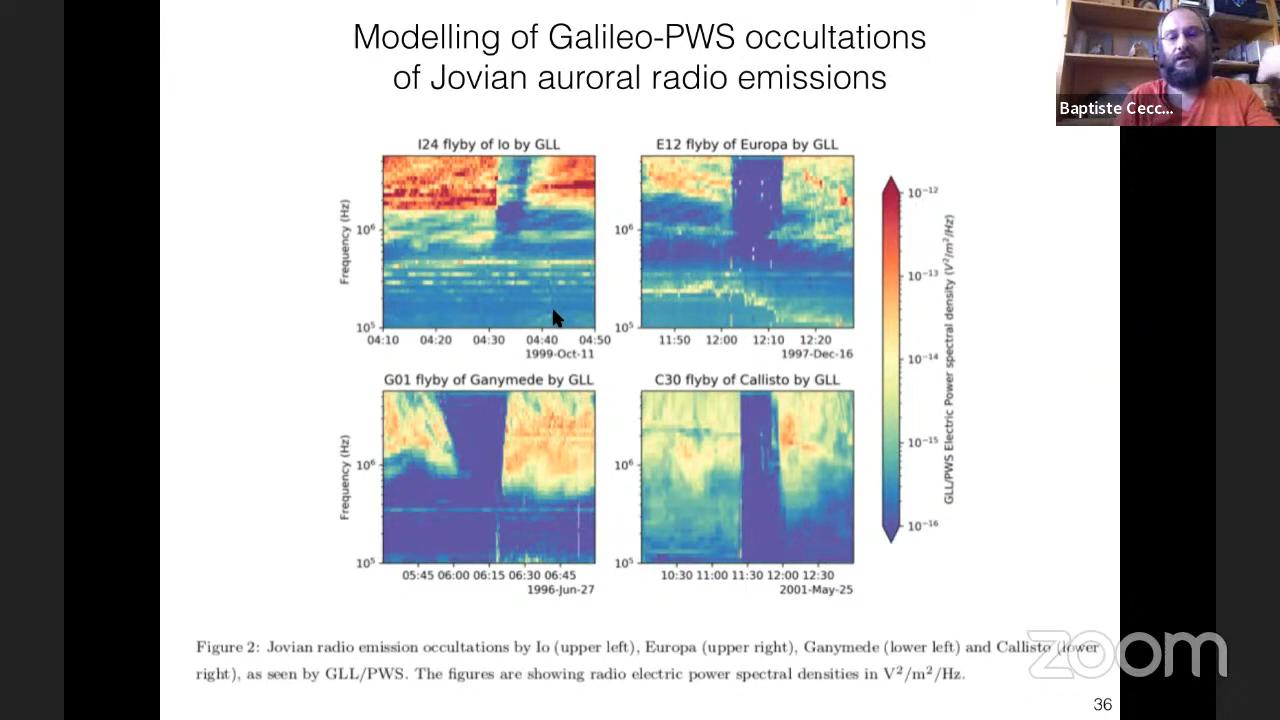 Modelling of Galileo-PWS occultations
of Jovian auroral radio emissions
Baptiste Cecc...
I24 flyby of Io by GLL
E12 flyby of Europa by GLL
Frequency (Hz)
10⁶
10⁵
04:10 04:20 04:30 04:40 04:50
1999-Oct-11
10⁶
10⁵
11:50 12:00 12:10 12:20
1997-Dec-16
G01 flyby of Ganymede by GLL
C30 flyby of Callisto by GLL
Frequency (Hz)
10⁶
10⁵
05:45 06:00 06:15 06:30 06:45
1996-Jun-27
10⁶
10⁵
10:30 11:00 11:30 12:00 12:30
2001-May-25
10⁻¹²
10⁻¹³
10⁻¹⁴
10⁻¹⁵
10⁻¹⁶
GLL/PWS Electric Power spectral density (V²/m²/Hz)
Figure 2: Jovian radio emission occultations by Io (upper left), Europa (upper right), Ganymede (lower left) and Callisto (lower
right), as seen by GLL/PWS. The figures are showing radio electric power spectral densities in V²/m²/Hz.
zoom
36